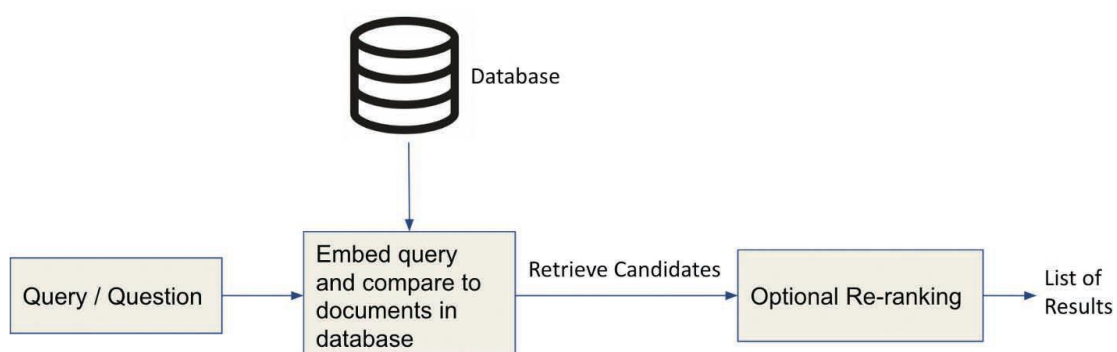 Database
Query / Question
Embed query
and compare to
documents in
database
Retrieve Candidates
Optional Re-ranking
List of
Results